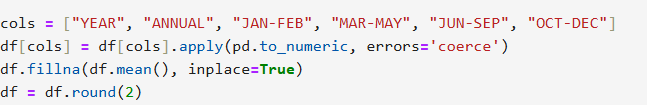 cols = ["YEAR", "ANNUAL", "JAN-FEB", "MAR-MAY", "JUN-SEP", "OCT-DEC"]
df[cols] = df[cols].apply(pd.to_numeric, errors='coerce')
df.fillna(df.mean(), inplace=True)
df = df.round(2)